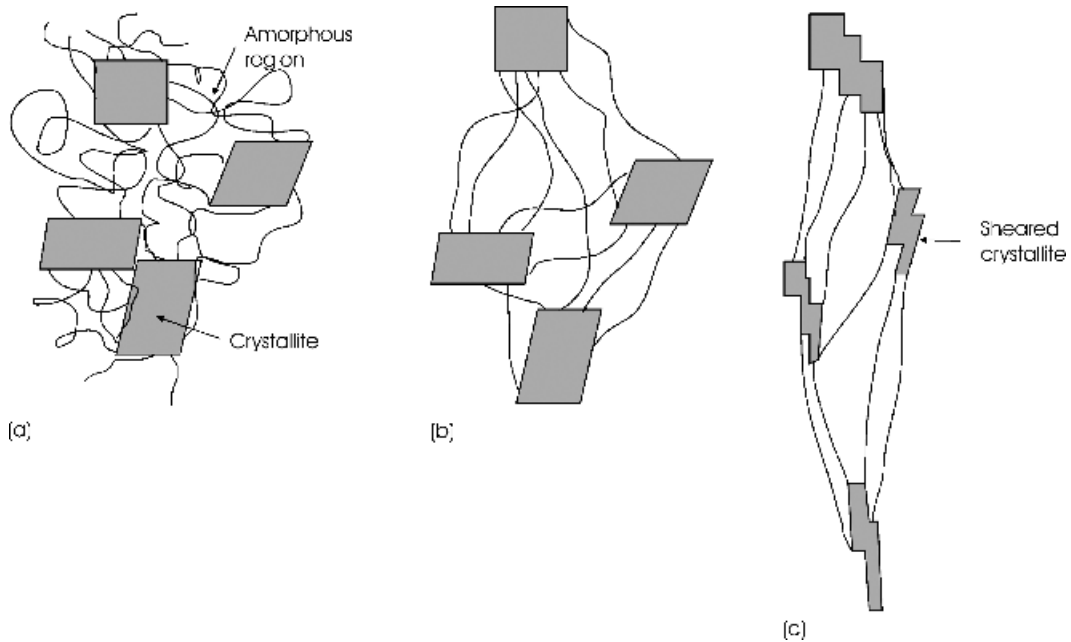 Amorphous
region
Crystallite
(a)
(b)
Sheared
crystallite
(c)